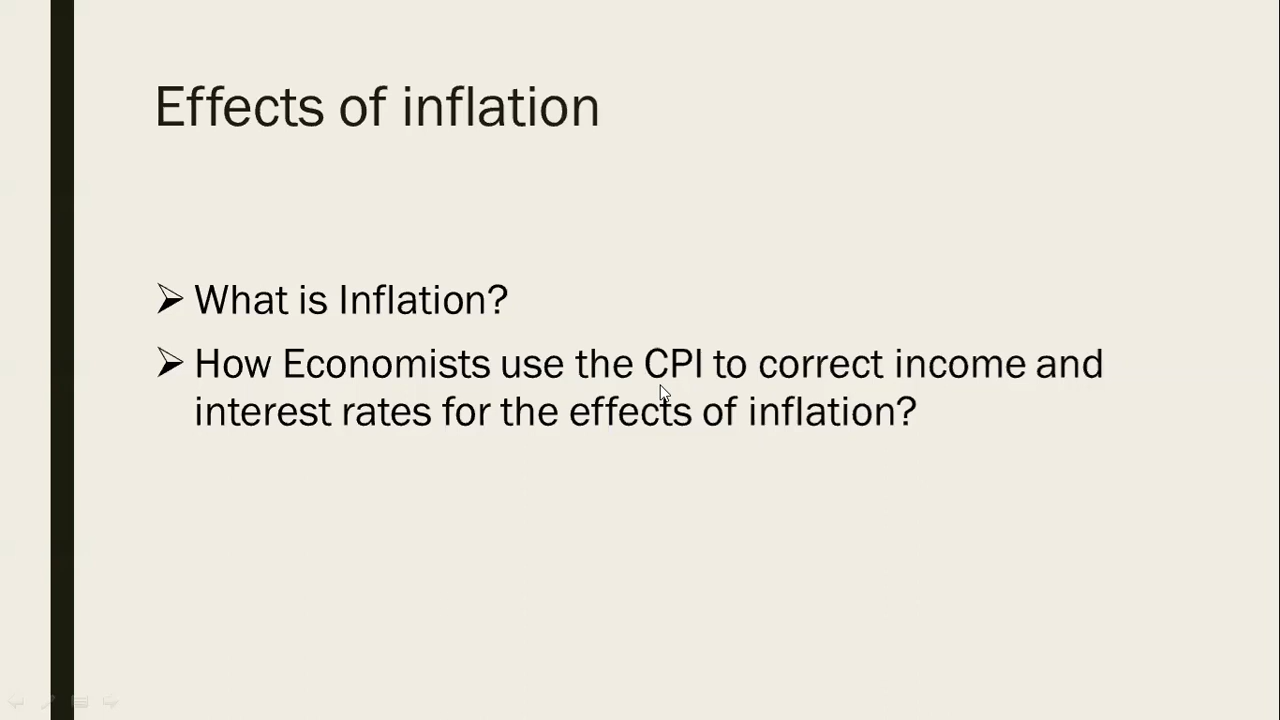 Effects of inflation
What is Inflation?
How Economists use the CPI to correct income and
interest rates for the effects of inflation?